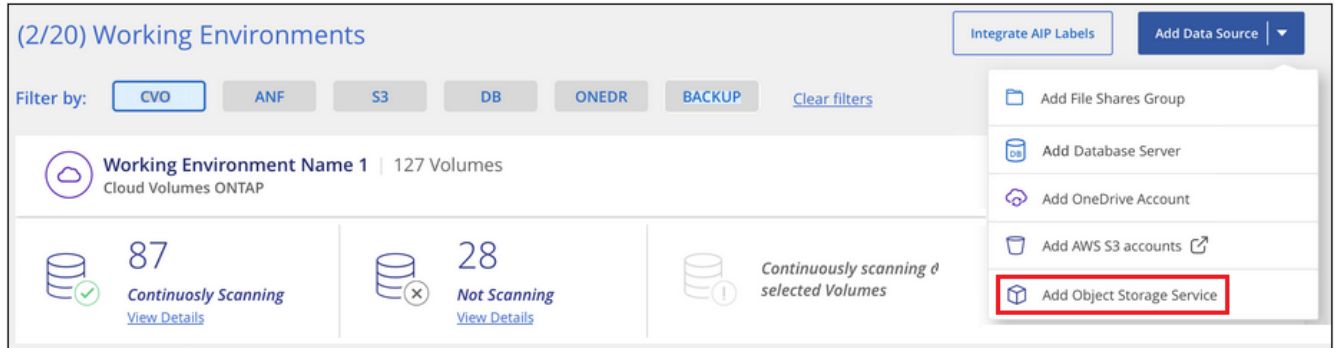 (2/20) Working Environments
Integrate AIP Labels
Add Data Source
Filter by:
CVO
ANF
S3
DB
ONEDR
BACKUP
Clear filters
Add File Shares Group
DB
Add Database Server
Working Environment Name 1 | 127 Volumes
Cloud Volumes ONTAP
Add OneDrive Account
Add AWS S3 accounts
Add Object Storage Service
87
Continuosly Scanning
View Details
28
Not Scanning
View Details
Continuously scanning
selected Volumes